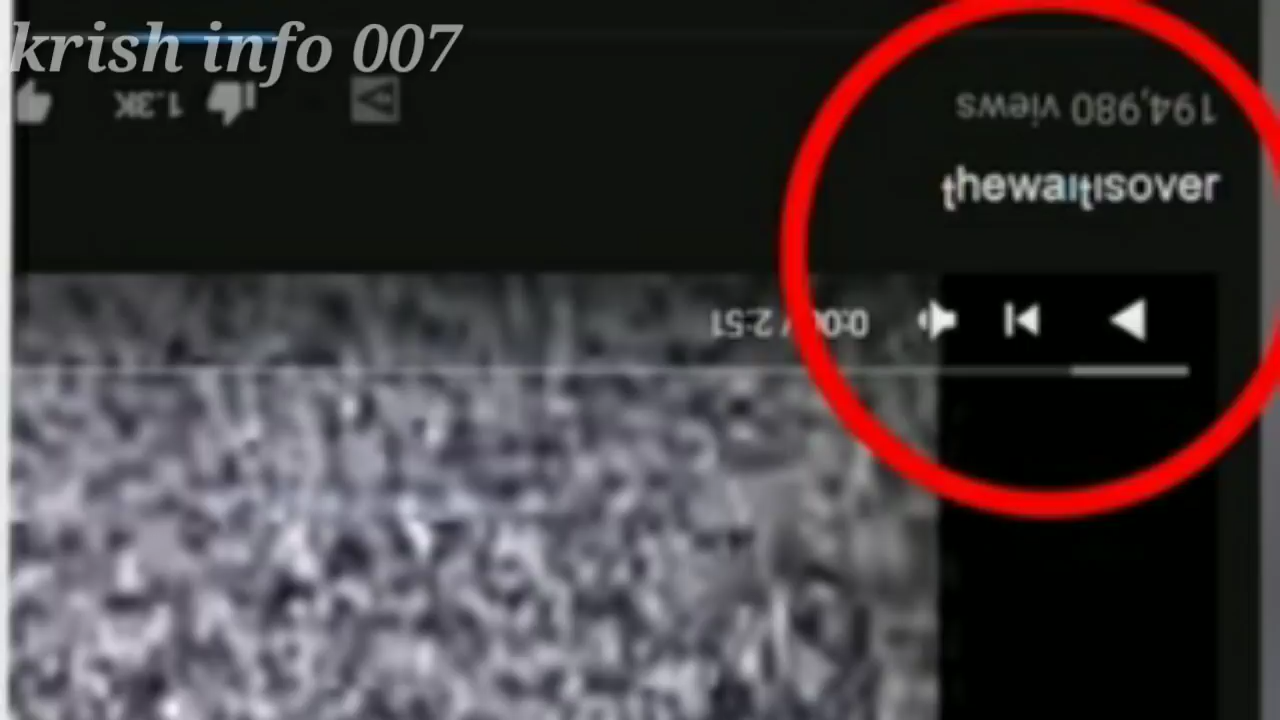 krish info 007
1.3K
194,980 views
thewaitisover
0:00 / 2:51